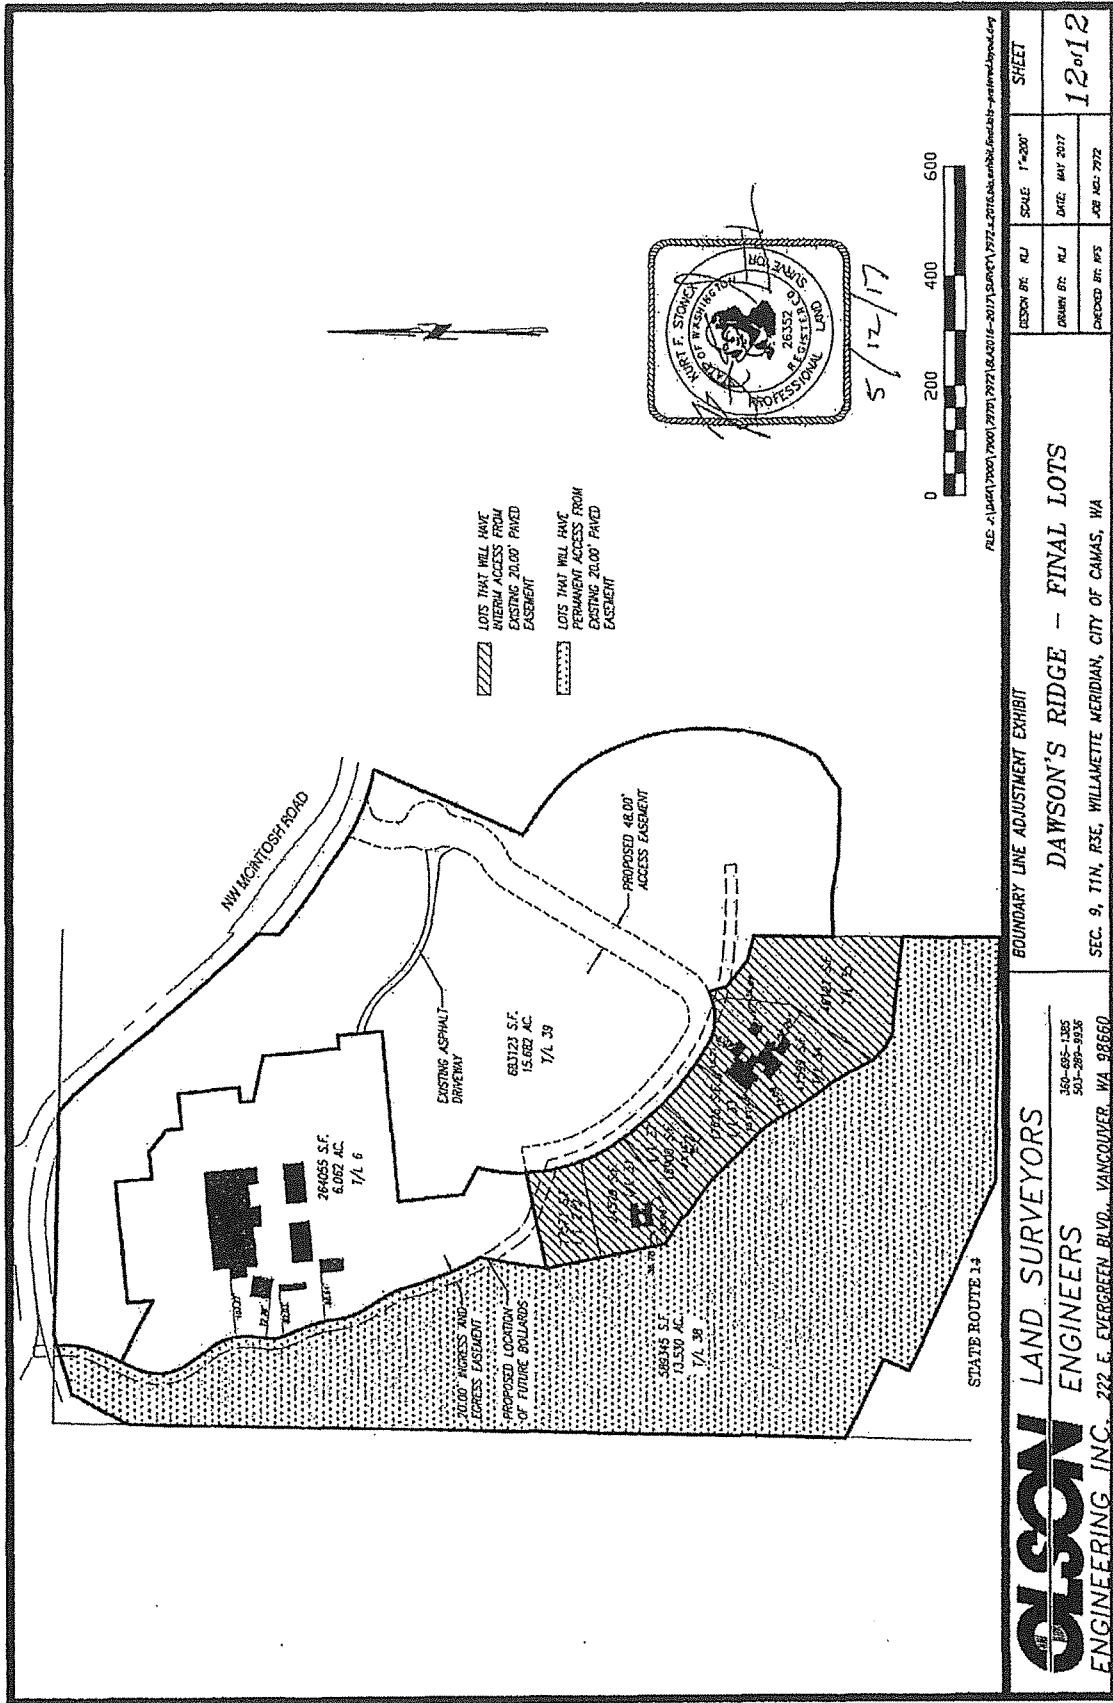 NW MCINTOSH ROAD
EXISTING ASPHALT
DRIVEWAY
264055 S.F.
6.062 AC.
T/L 6
683123 S.F.
15.682 AC.
T/L 39
PROPOSED 48.00'
ACCESS EASEMENT
20.00' INGRESS AND
EGRESS EASEMENT
PROPOSED LOCATION
OF FUTURE BOLLARDS
589345 S.F.
13.530 AC.
T/L 38
STATE ROUTE 14
LOTS THAT WILL HAVE
INTERIM ACCESS FROM
EXISTING 20.00' PAVED
EASEMENT
LOTS THAT WILL HAVE
PERMANENT ACCESS FROM
EXISTING 20.00' PAVED
EASEMENT
N
KURT F. STONEX
STATE OF WASHINGTON
26352
REGISTERED
PROFESSIONAL LAND SURVEYOR
5/12/17
0 200 400 600
OLSON
ENGINEERING INC.
LAND SURVEYORS
ENGINEERS
360-695-1385
503-289-9936
222 E. EVERGREEN BLVD., VANCOUVER, WA 98660
BOUNDARY LINE ADJUSTMENT EXHIBIT
DAWSON'S RIDGE - FINAL LOTS
SEC. 9, T1N, R3E, WILLAMETTE MERIDIAN, CITY OF CAMAS, WA
DESIGN BY: KLJ
DRAWN BY: KLJ
CHECKED BY: KFS
SCALE: 1"=200'
DATE: MAY 2017
JOB NO.: 7972
SHEET
12 of 12